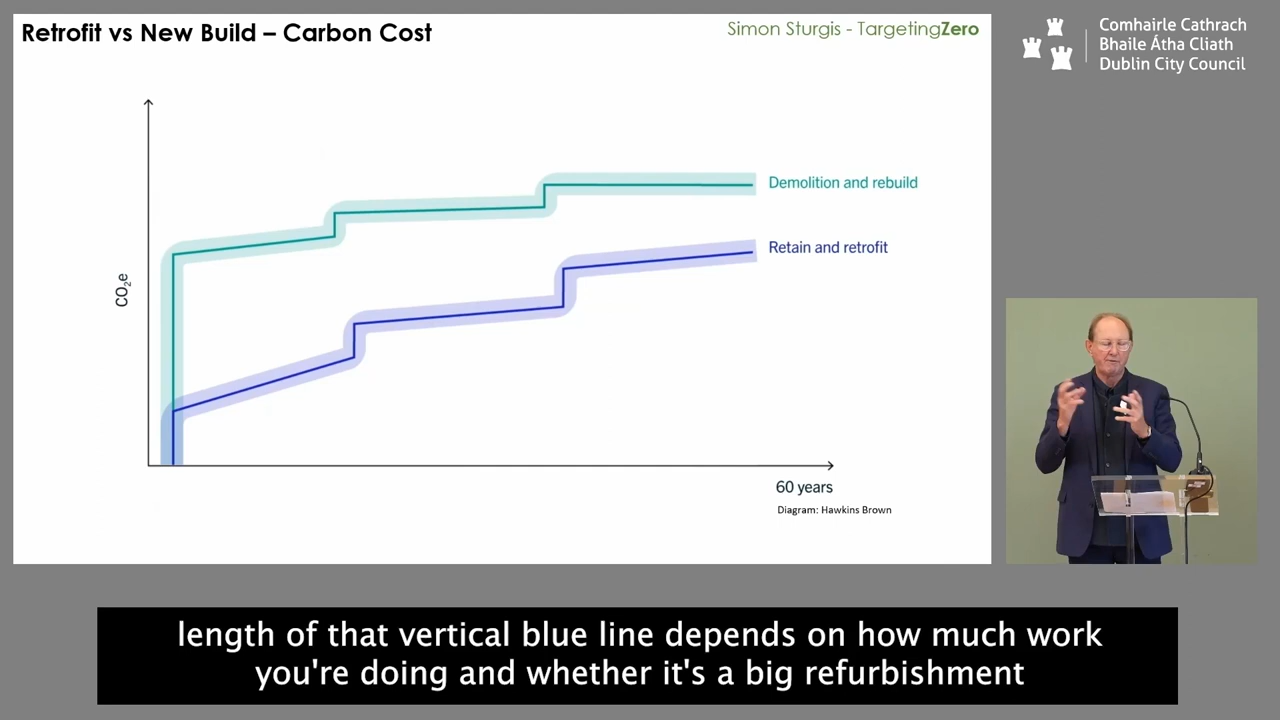 Retrofit vs New Build – Carbon Cost
Simon Sturgis - TargetingZero
Comhairle Cathrach
Bhaile Átha Cliath
Dublin City Council
Demolition and rebuild
Retain and retrofit
CO₂e
60 years
Diagram: Hawkins Brown
length of that vertical blue line depends on how much work
you're doing and whether it's a big refurbishment